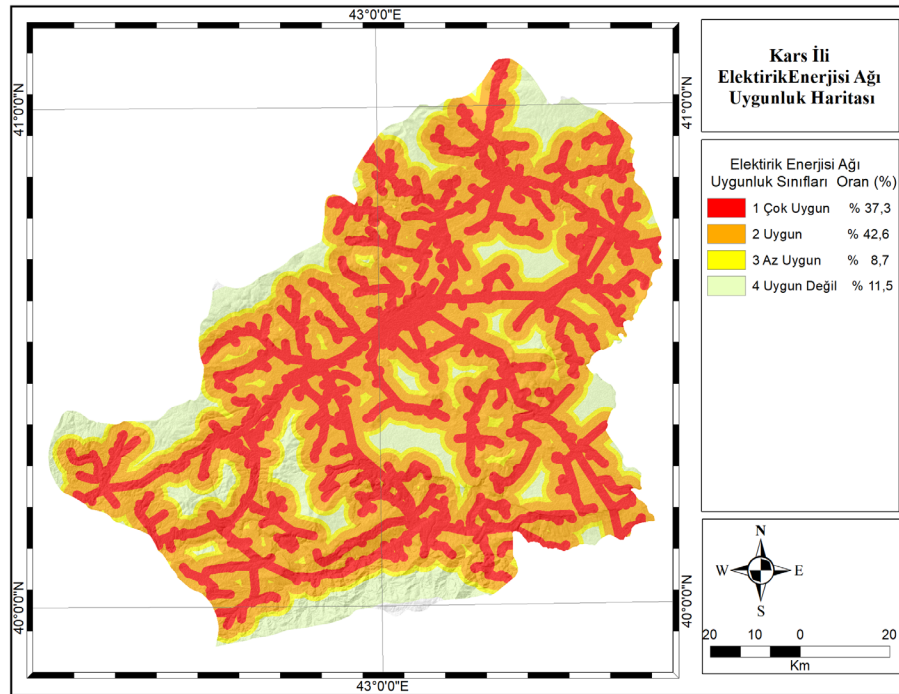 43°0'0"E
41°0'0"N
41°0'0"N
40°0'0"N
40°0'0"N
43°0'0"E
Kars İli
ElektirikEnerjisi Ağı
Uygunluk Haritası
Elektirik Enerjisi Ağı
Uygunluk Sınıfları Oran (%)
1 Çok Uygun % 37,3
2 Uygun % 42,6
3 Az Uygun % 8,7
4 Uygun Değil % 11,5
N
W E
S
20 10 0 20
Km